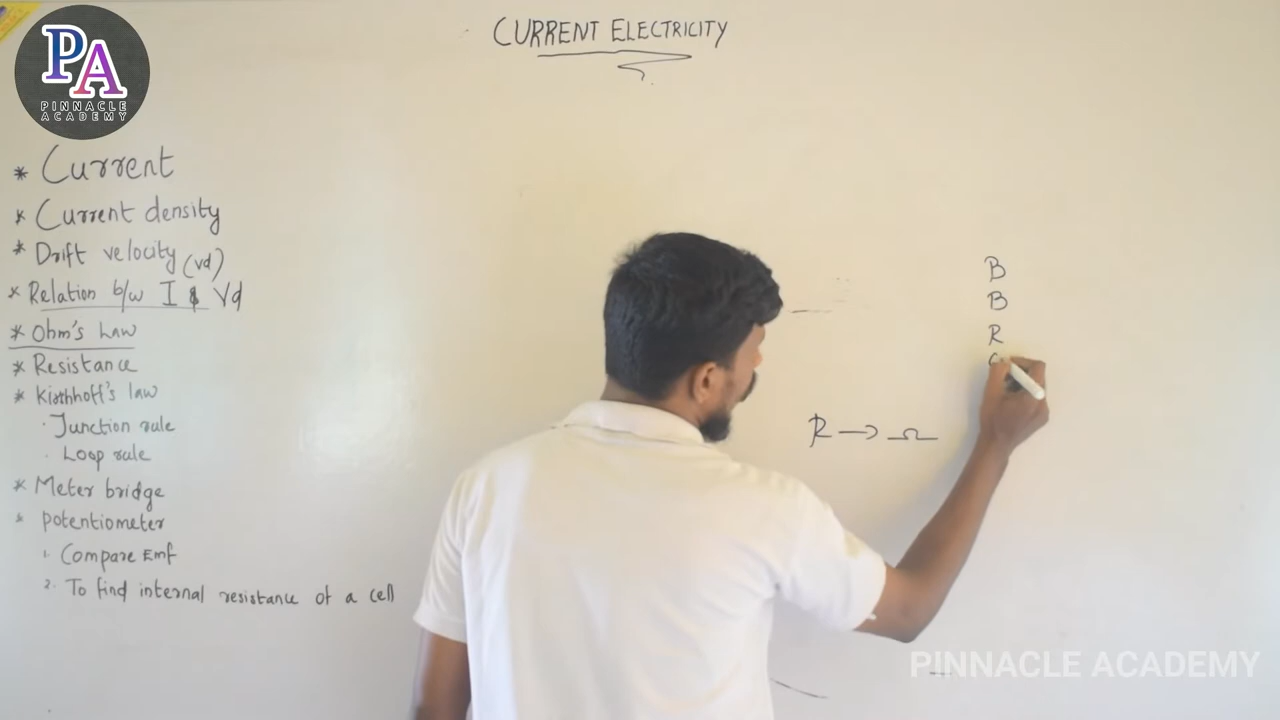 CURRENT ELECTRICITY
PA
PINNACLE
ACADEMY
* Current
* Current density
* Drift velocity (vd)
* Relation b/w I & Vd
* Ohm's Law
* Resistance
* Kirchhoff's law
· Junction rule
· Loop rule
* Meter bridge
* potentiometer
1. Compare Emf
2. To find internal resistance of a cell
B
B
R
R → Ω
PINNACLE ACADEMY